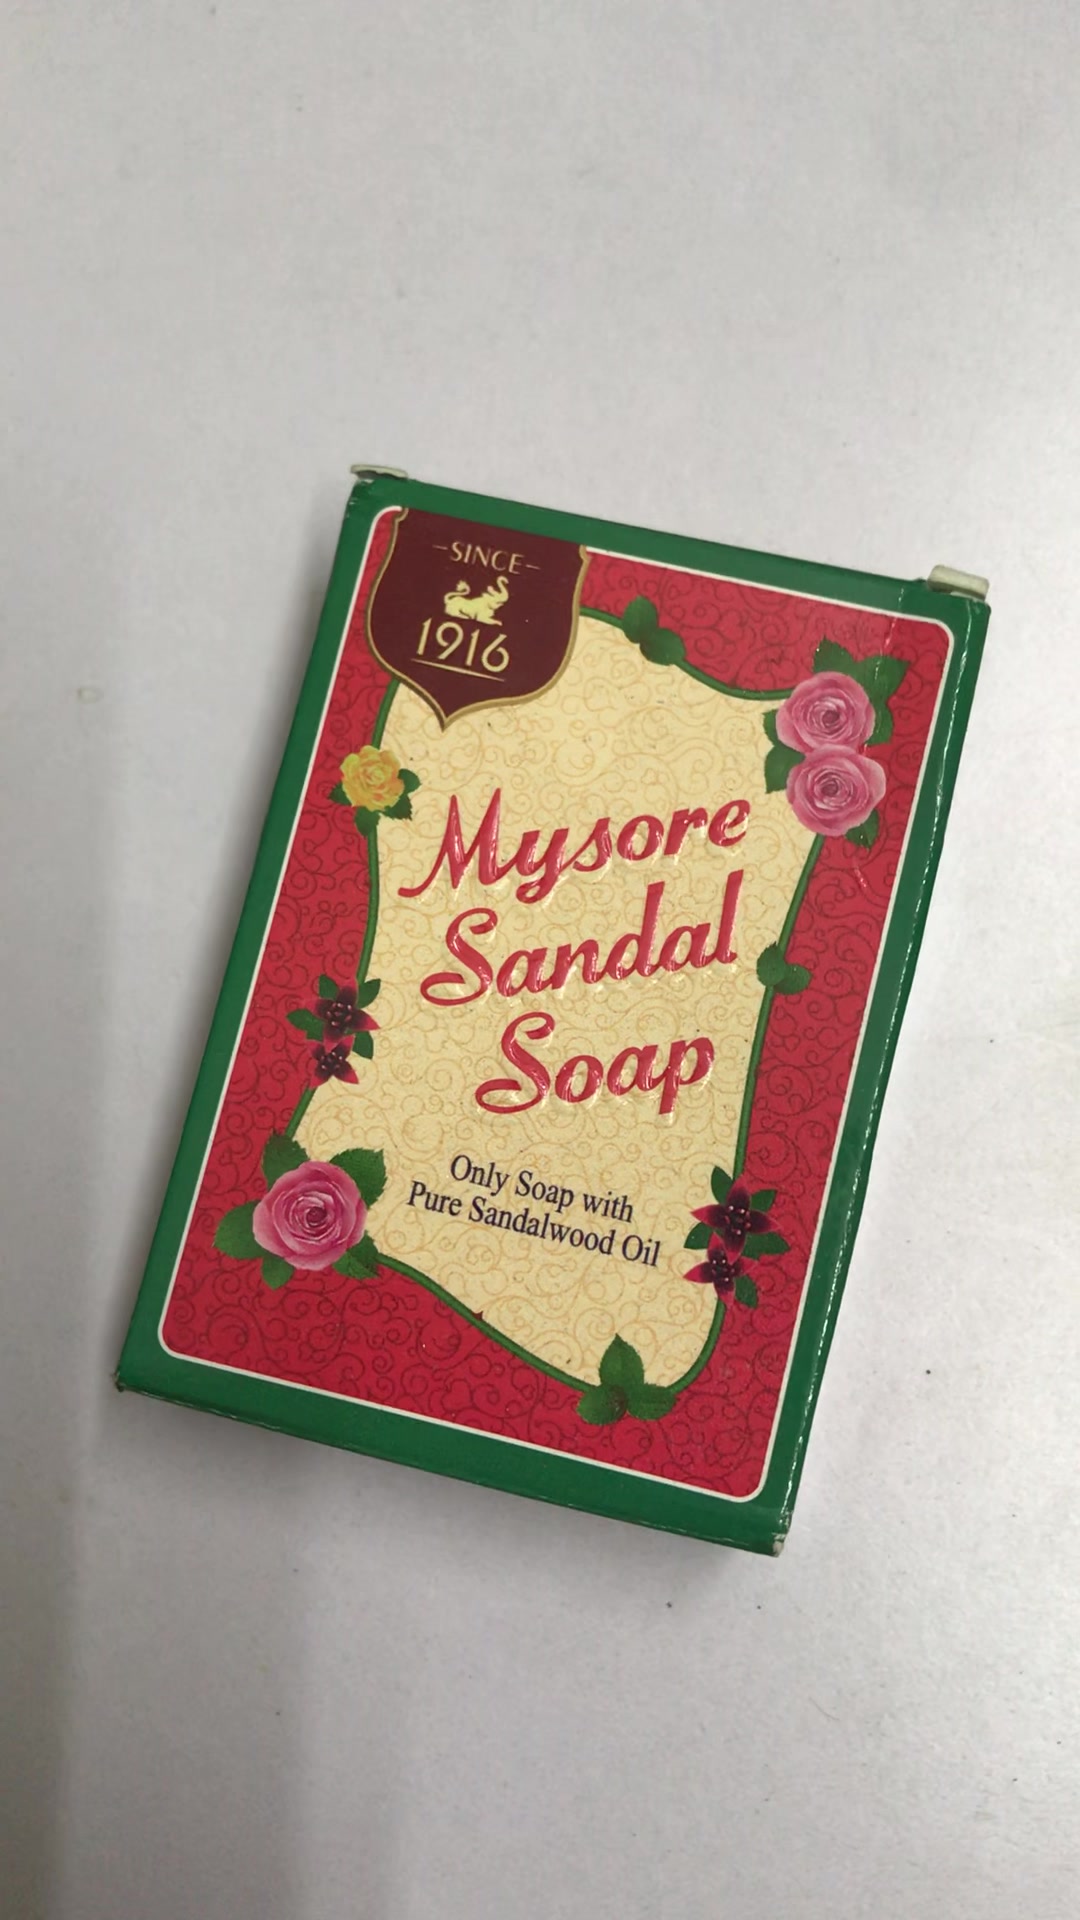 -SINCE-
1916
Mysore
Sandal
Soap
Only Soap with
Pure Sandalwood Oil